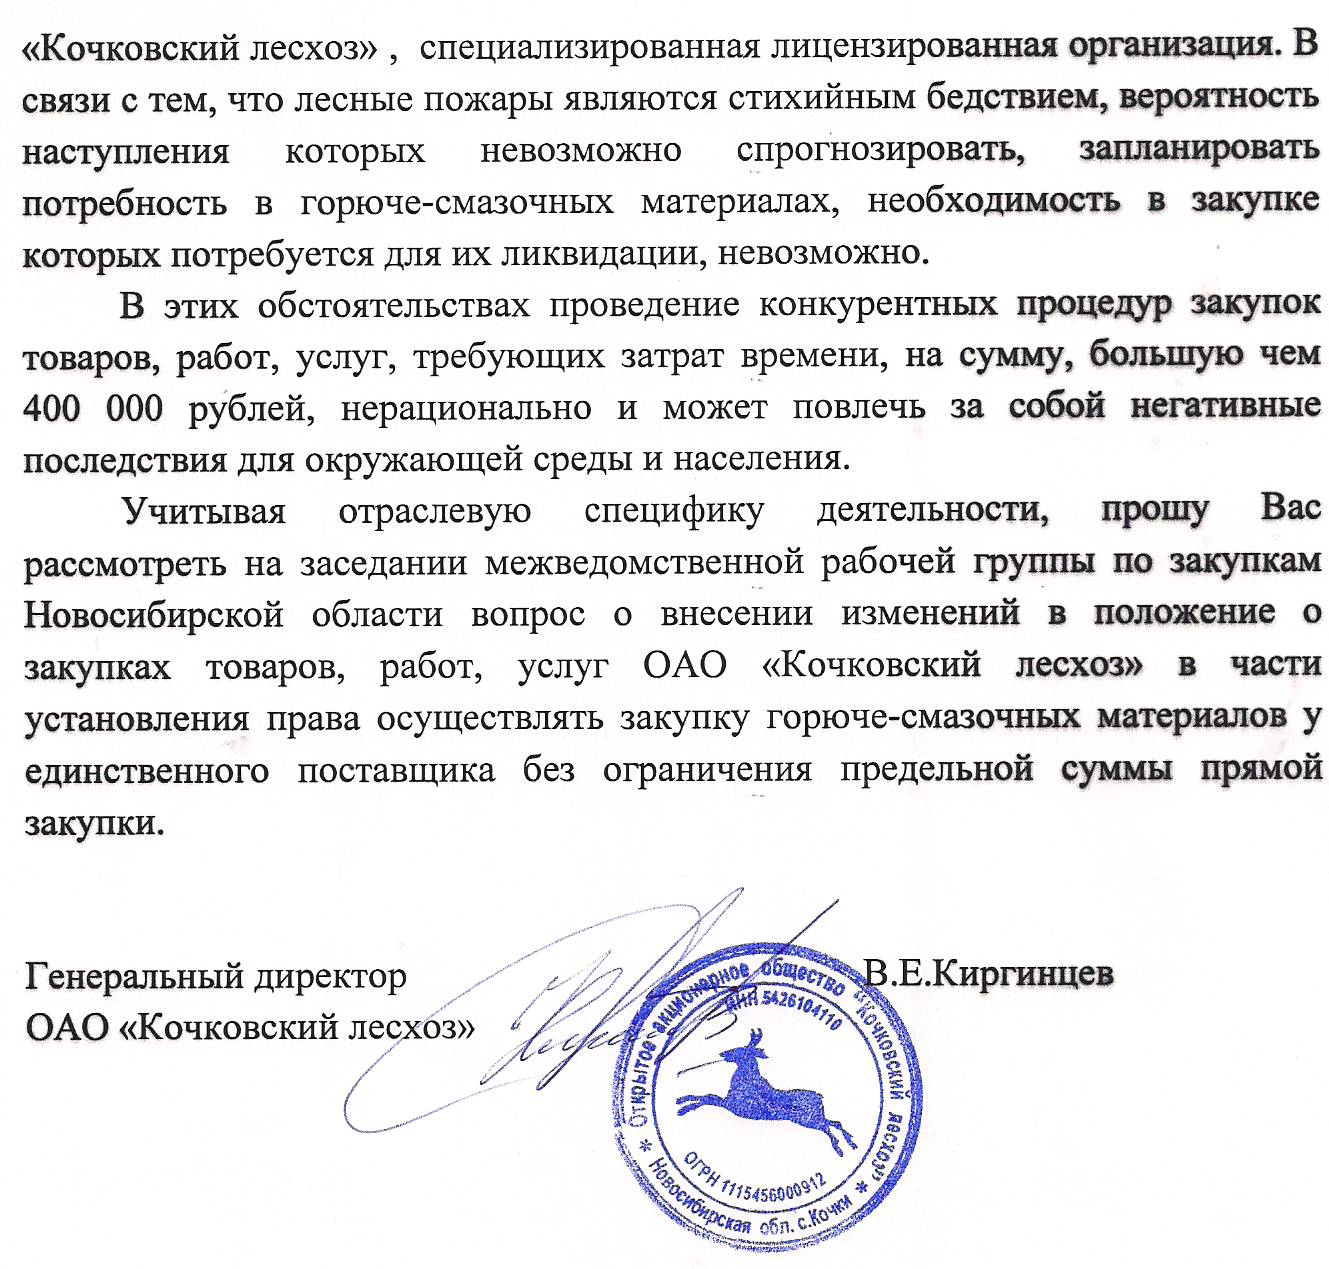 «Кочковский лесхоз» , специализированная лицензированная организация. В
связи с тем, что лесные пожары являются стихийным бедствием, вероятность
наступления которых невозможно спрогнозировать, запланировать
потребность в горюче-смазочных материалах, необходимость в закупке
которых потребуется для их ликвидации, невозможно.
В этих обстоятельствах проведение конкурентных процедур закупок
товаров, работ, услуг, требующих затрат времени, на сумму, большую чем
400 000 рублей, нерационально и может повлечь за собой негативные
последствия для окружающей среды и населения.
Учитывая отраслевую специфику деятельности, прошу Вас
рассмотреть на заседании межведомственной рабочей группы по закупкам
Новосибирской области вопрос о внесении изменений в положение о
закупках товаров, работ, услуг ОАО «Кочковский лесхоз» в части
установления права осуществлять закупку горюче-смазочных материалов у
единственного поставщика без ограничения предельной суммы прямой
закупки.
Генеральный директор В.Е.Киргинцев
ОАО «Кочковский лесхоз»
Открытое акционерное общество "Кочковский лесхоз"
ИНН 5426104110
ОГРН 1115456000912
* Новосибирская обл. с.Кочки *